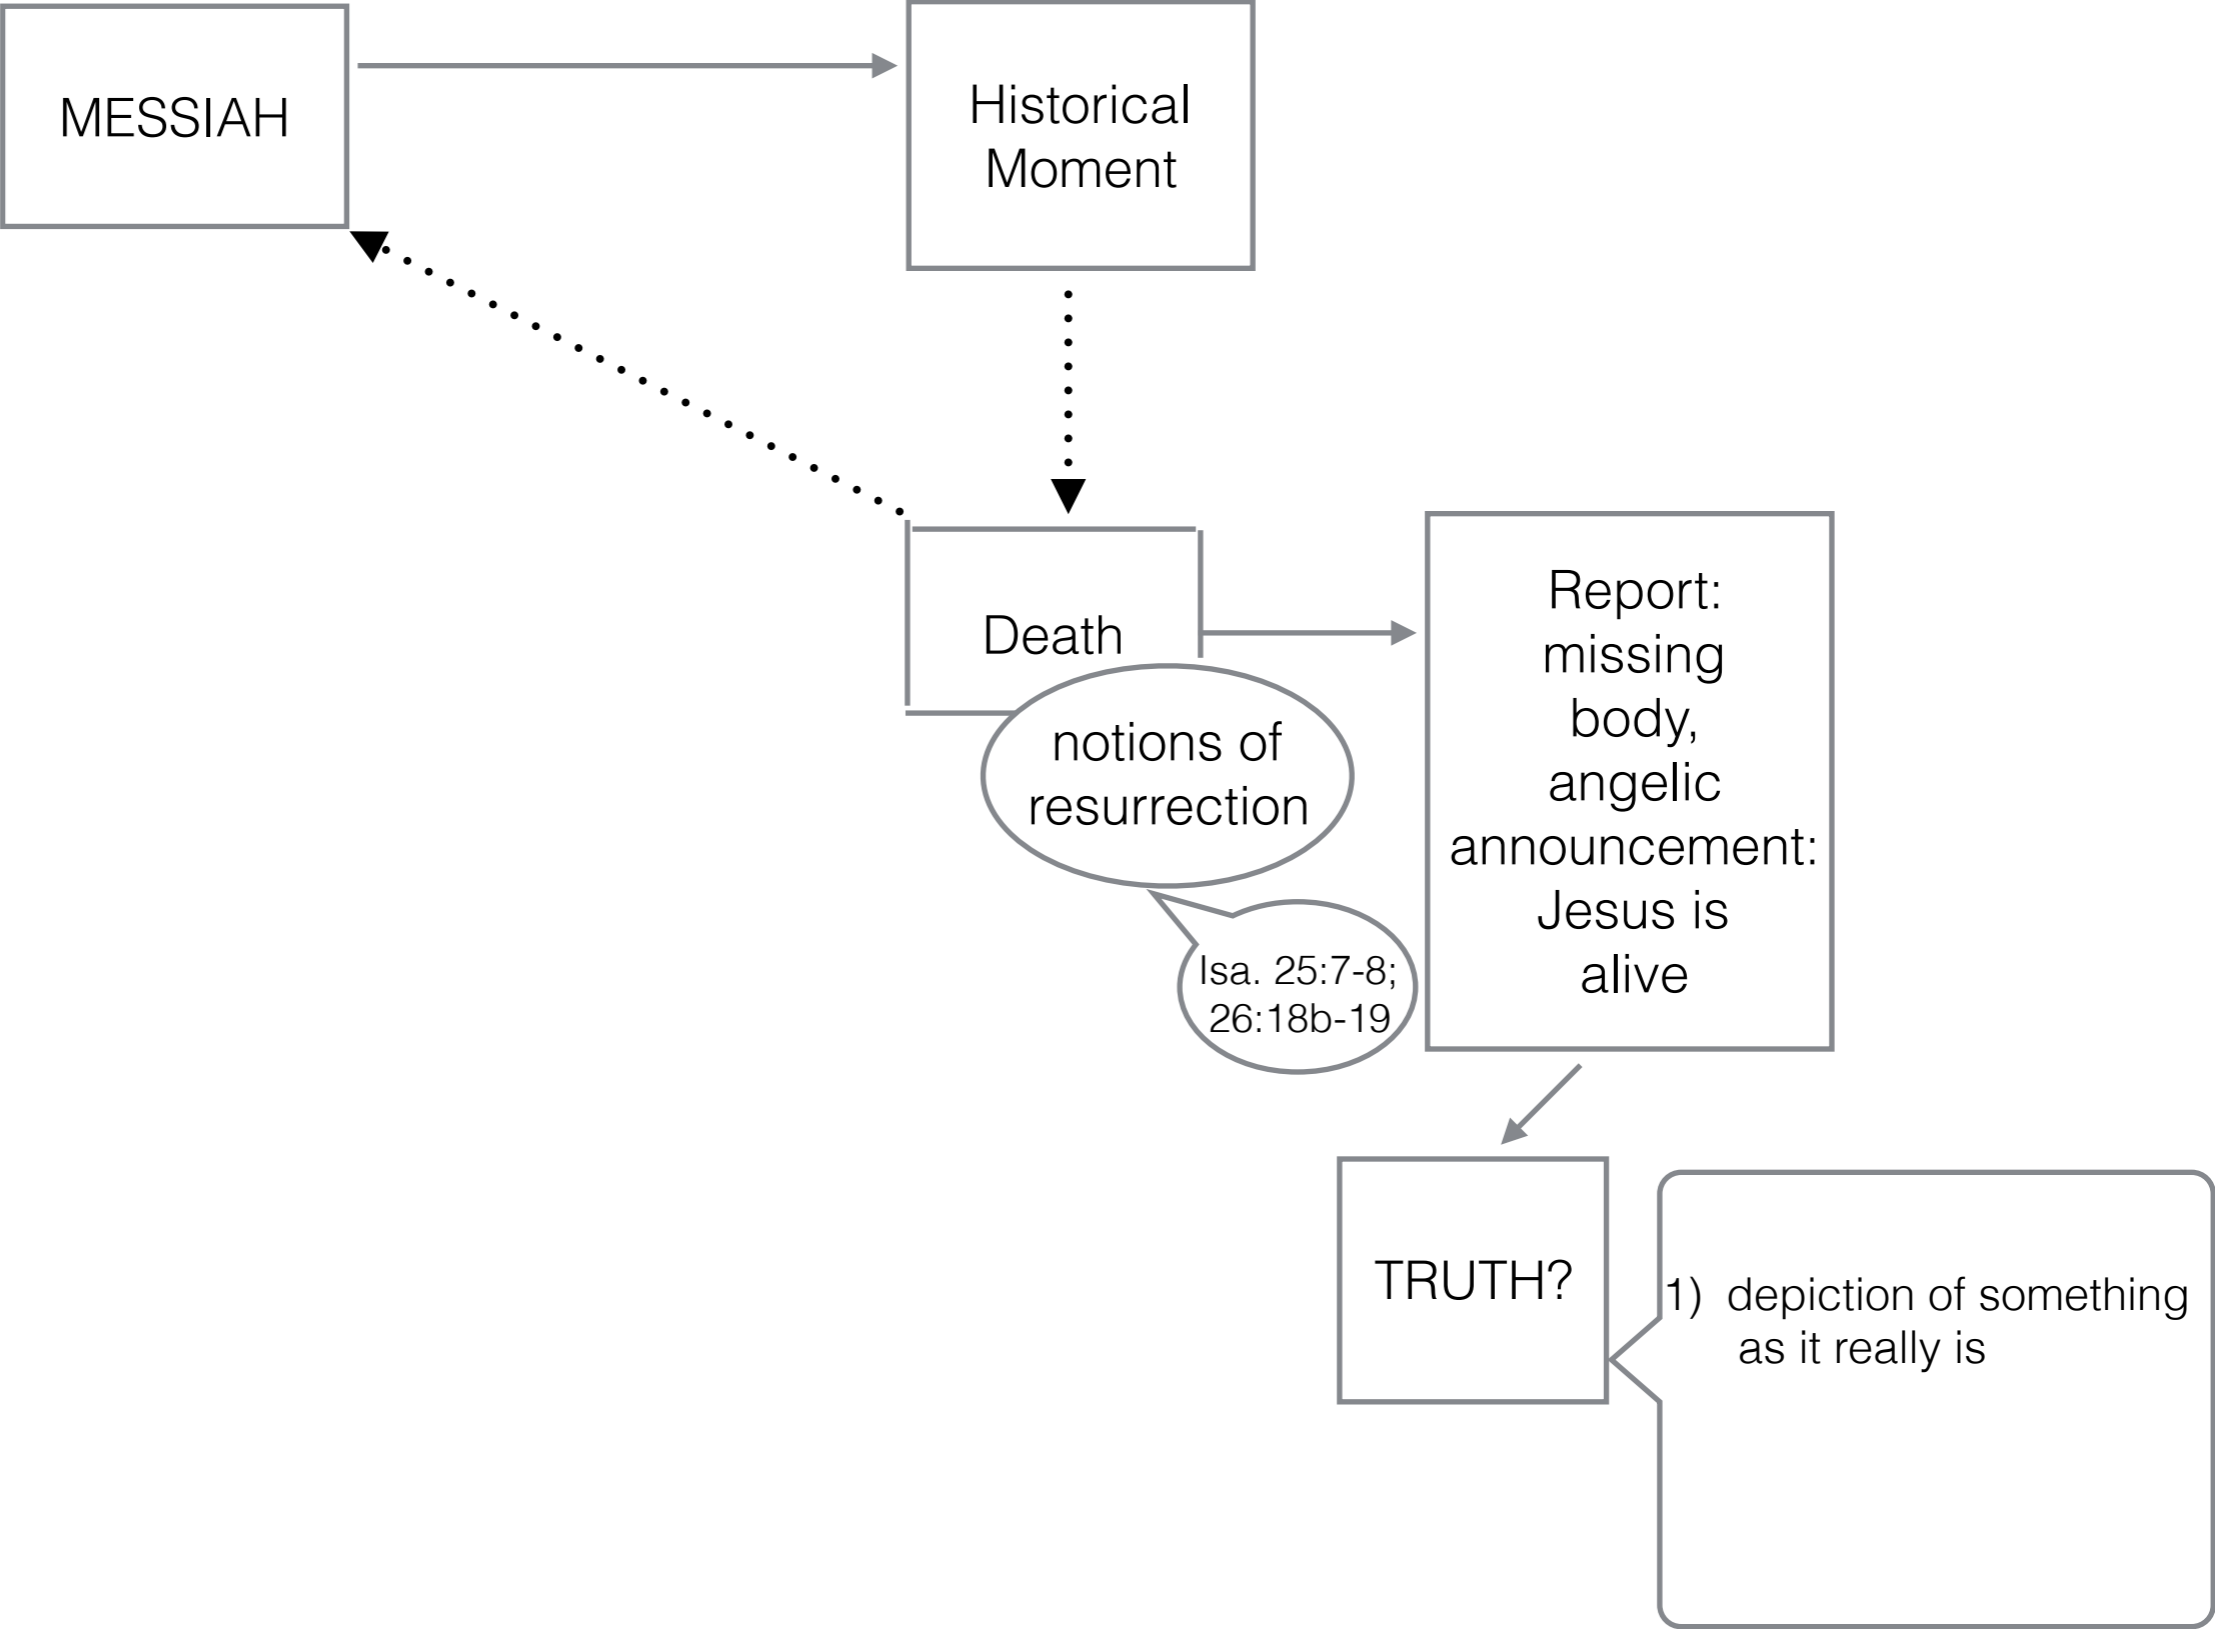 MESSIAH
Historical
Moment
Death
notions of
resurrection
Isa. 25:7-8;
26:18b-19
Report:
missing
body,
angelic
announcement:
Jesus is
alive
TRUTH?
1) depiction of something
as it really is